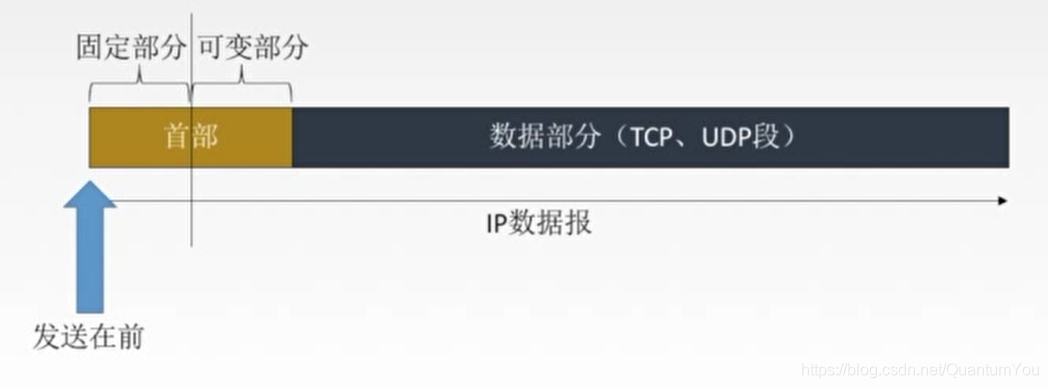 固定部分 可变部分
首部 数据部分（TCP、UDP段）
IP数据报
发送在前
https://blog.csdn.net/QuantumYou